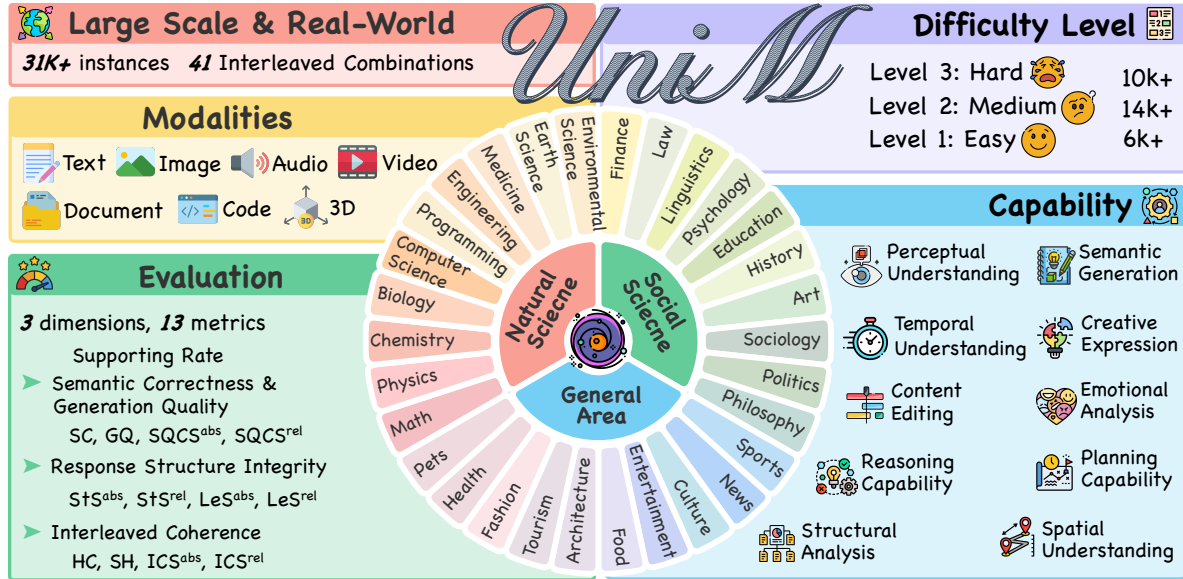 Large Scale & Real-World
31K+ instances 41 Interleaved Combinations
UniM
Difficulty Level
Level 3: Hard 10k+
Level 2: Medium 14k+
Level 1: Easy 6k+
Modalities
Text Image Audio Video
Document Code 3D
3D
Evaluation
3 dimensions, 13 metrics
Supporting Rate
Semantic Correctness &
Generation Quality
SC, GQ, SQCSabs, SQCSrel
Response Structure Integrity
StSabs, StSrel, LeSabs, LeSrel
Interleaved Coherence
HC, SH, ICSabs, ICSrel
Natural
Sciecne
Social
Sciecne
General
Area
Finance
Law
Linguistics
Psychology
Education
History
Art
Sociology
Politics
Philosophy
Sports
News
Culture
Entertainment
Food
Architecture
Tourism
Fashion
Health
Pets
Math
Physics
Chemistry
Biology
Computer
Science
Programming
Engineering
Medicine
Earth
Science
Environmental
Science
Capability
Perceptual
Understanding
Semantic
Generation
Temporal
Understanding
Creative
Expression
Content
Editing
Emotional
Analysis
Reasoning
Capability
Planning
Capability
Structural
Analysis
Spatial
Understanding